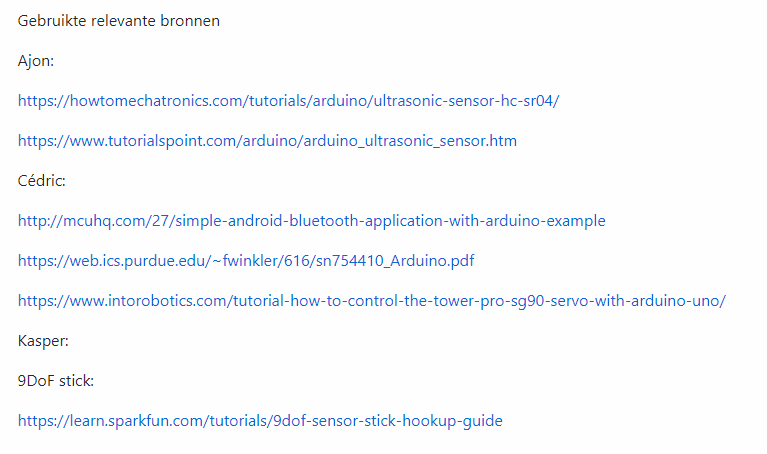 Gebruikte relevante bronnen
Ajon:
https://howtomechatronics.com/tutorials/arduino/ultrasonic-sensor-hc-sr04/
https://www.tutorialspoint.com/arduino/arduino_ultrasonic_sensor.htm
Cédric:
http://mcuhq.com/27/simple-android-bluetooth-application-with-arduino-example
https://web.ics.purdue.edu/~fwinkler/616/sn754410_Arduino.pdf
https://www.intorobotics.com/tutorial-how-to-control-the-tower-pro-sg90-servo-with-arduino-uno/
Kasper:
9DoF stick:
https://learn.sparkfun.com/tutorials/9dof-sensor-stick-hookup-guide